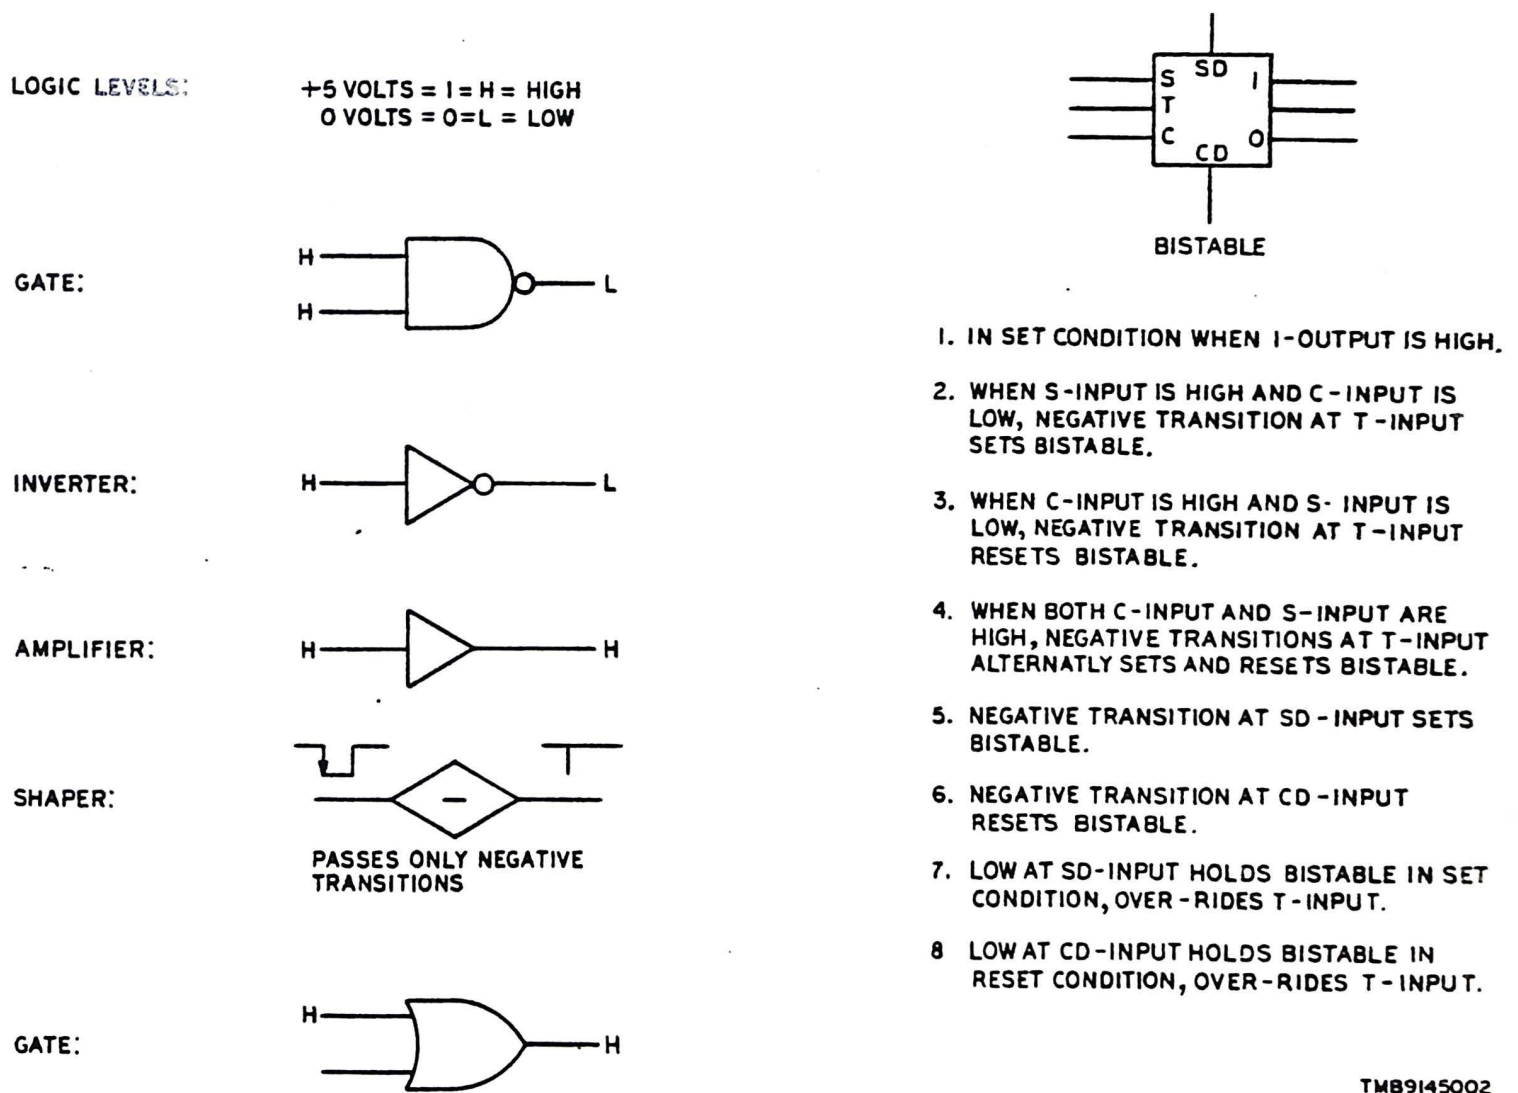 LOGIC LEVELS:
+5 VOLTS = 1 = H = HIGH
0 VOLTS = 0 = L = LOW
GATE:
H
H
L
INVERTER:
H
L
AMPLIFIER:
H
H
SHAPER:
PASSES ONLY NEGATIVE
TRANSITIONS
GATE:
H
H
SD
S
T
C
1
0
CD
BISTABLE
1. IN SET CONDITION WHEN 1-OUTPUT IS HIGH.
2. WHEN S-INPUT IS HIGH AND C-INPUT IS
LOW, NEGATIVE TRANSITION AT T-INPUT
SETS BISTABLE.
3. WHEN C-INPUT IS HIGH AND S- INPUT IS
LOW, NEGATIVE TRANSITION AT T-INPUT
RESETS BISTABLE.
4. WHEN BOTH C-INPUT AND S-INPUT ARE
HIGH, NEGATIVE TRANSITIONS AT T-INPUT
ALTERNATLY SETS AND RESETS BISTABLE.
5. NEGATIVE TRANSITION AT SD-INPUT SETS
BISTABLE.
6. NEGATIVE TRANSITION AT CD-INPUT
RESETS BISTABLE.
7. LOW AT SD-INPUT HOLDS BISTABLE IN SET
CONDITION, OVER-RIDES T-INPUT.
8 LOW AT CD-INPUT HOLDS BISTABLE IN
RESET CONDITION, OVER-RIDES T-INPUT.
TM89145002